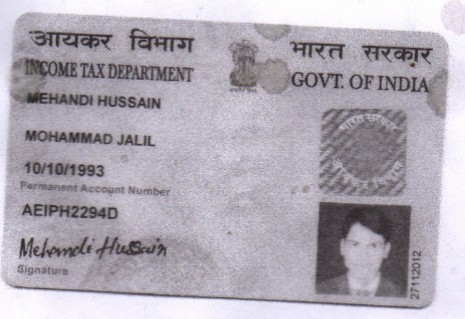 आयकर विभाग
भारत सरकार
INCOME TAX DEPARTMENT
GOVT. OF INDIA
MEHANDI HUSSAIN
MOHAMMAD JALIL
10/10/1993
Permanent Account Number
AEIPH2294D
Mehamdi Hussain
Signature
27112012